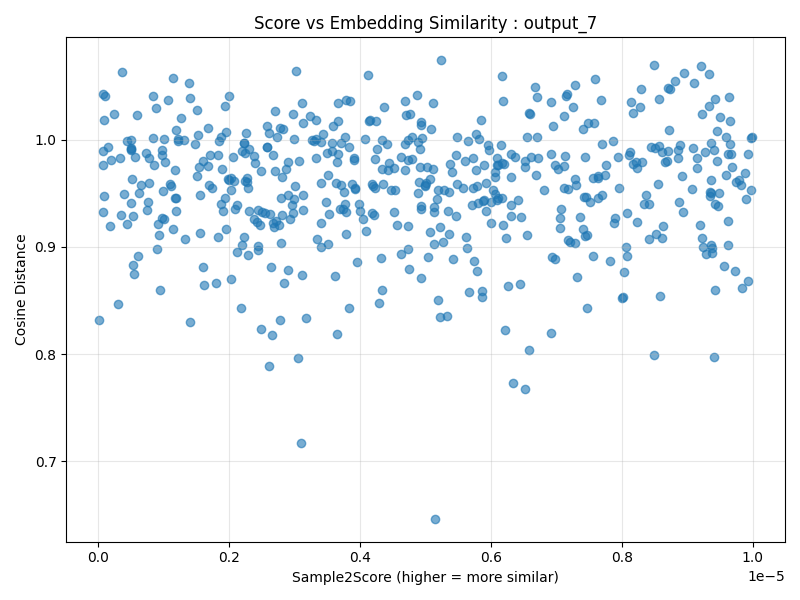 Score vs Embedding Similarity : output_7
Cosine Distance
1.0
0.9
0.8
0.7
0.0 0.2 0.4 0.6 0.8 1.0
1e−5
Sample2Score (higher = more similar)